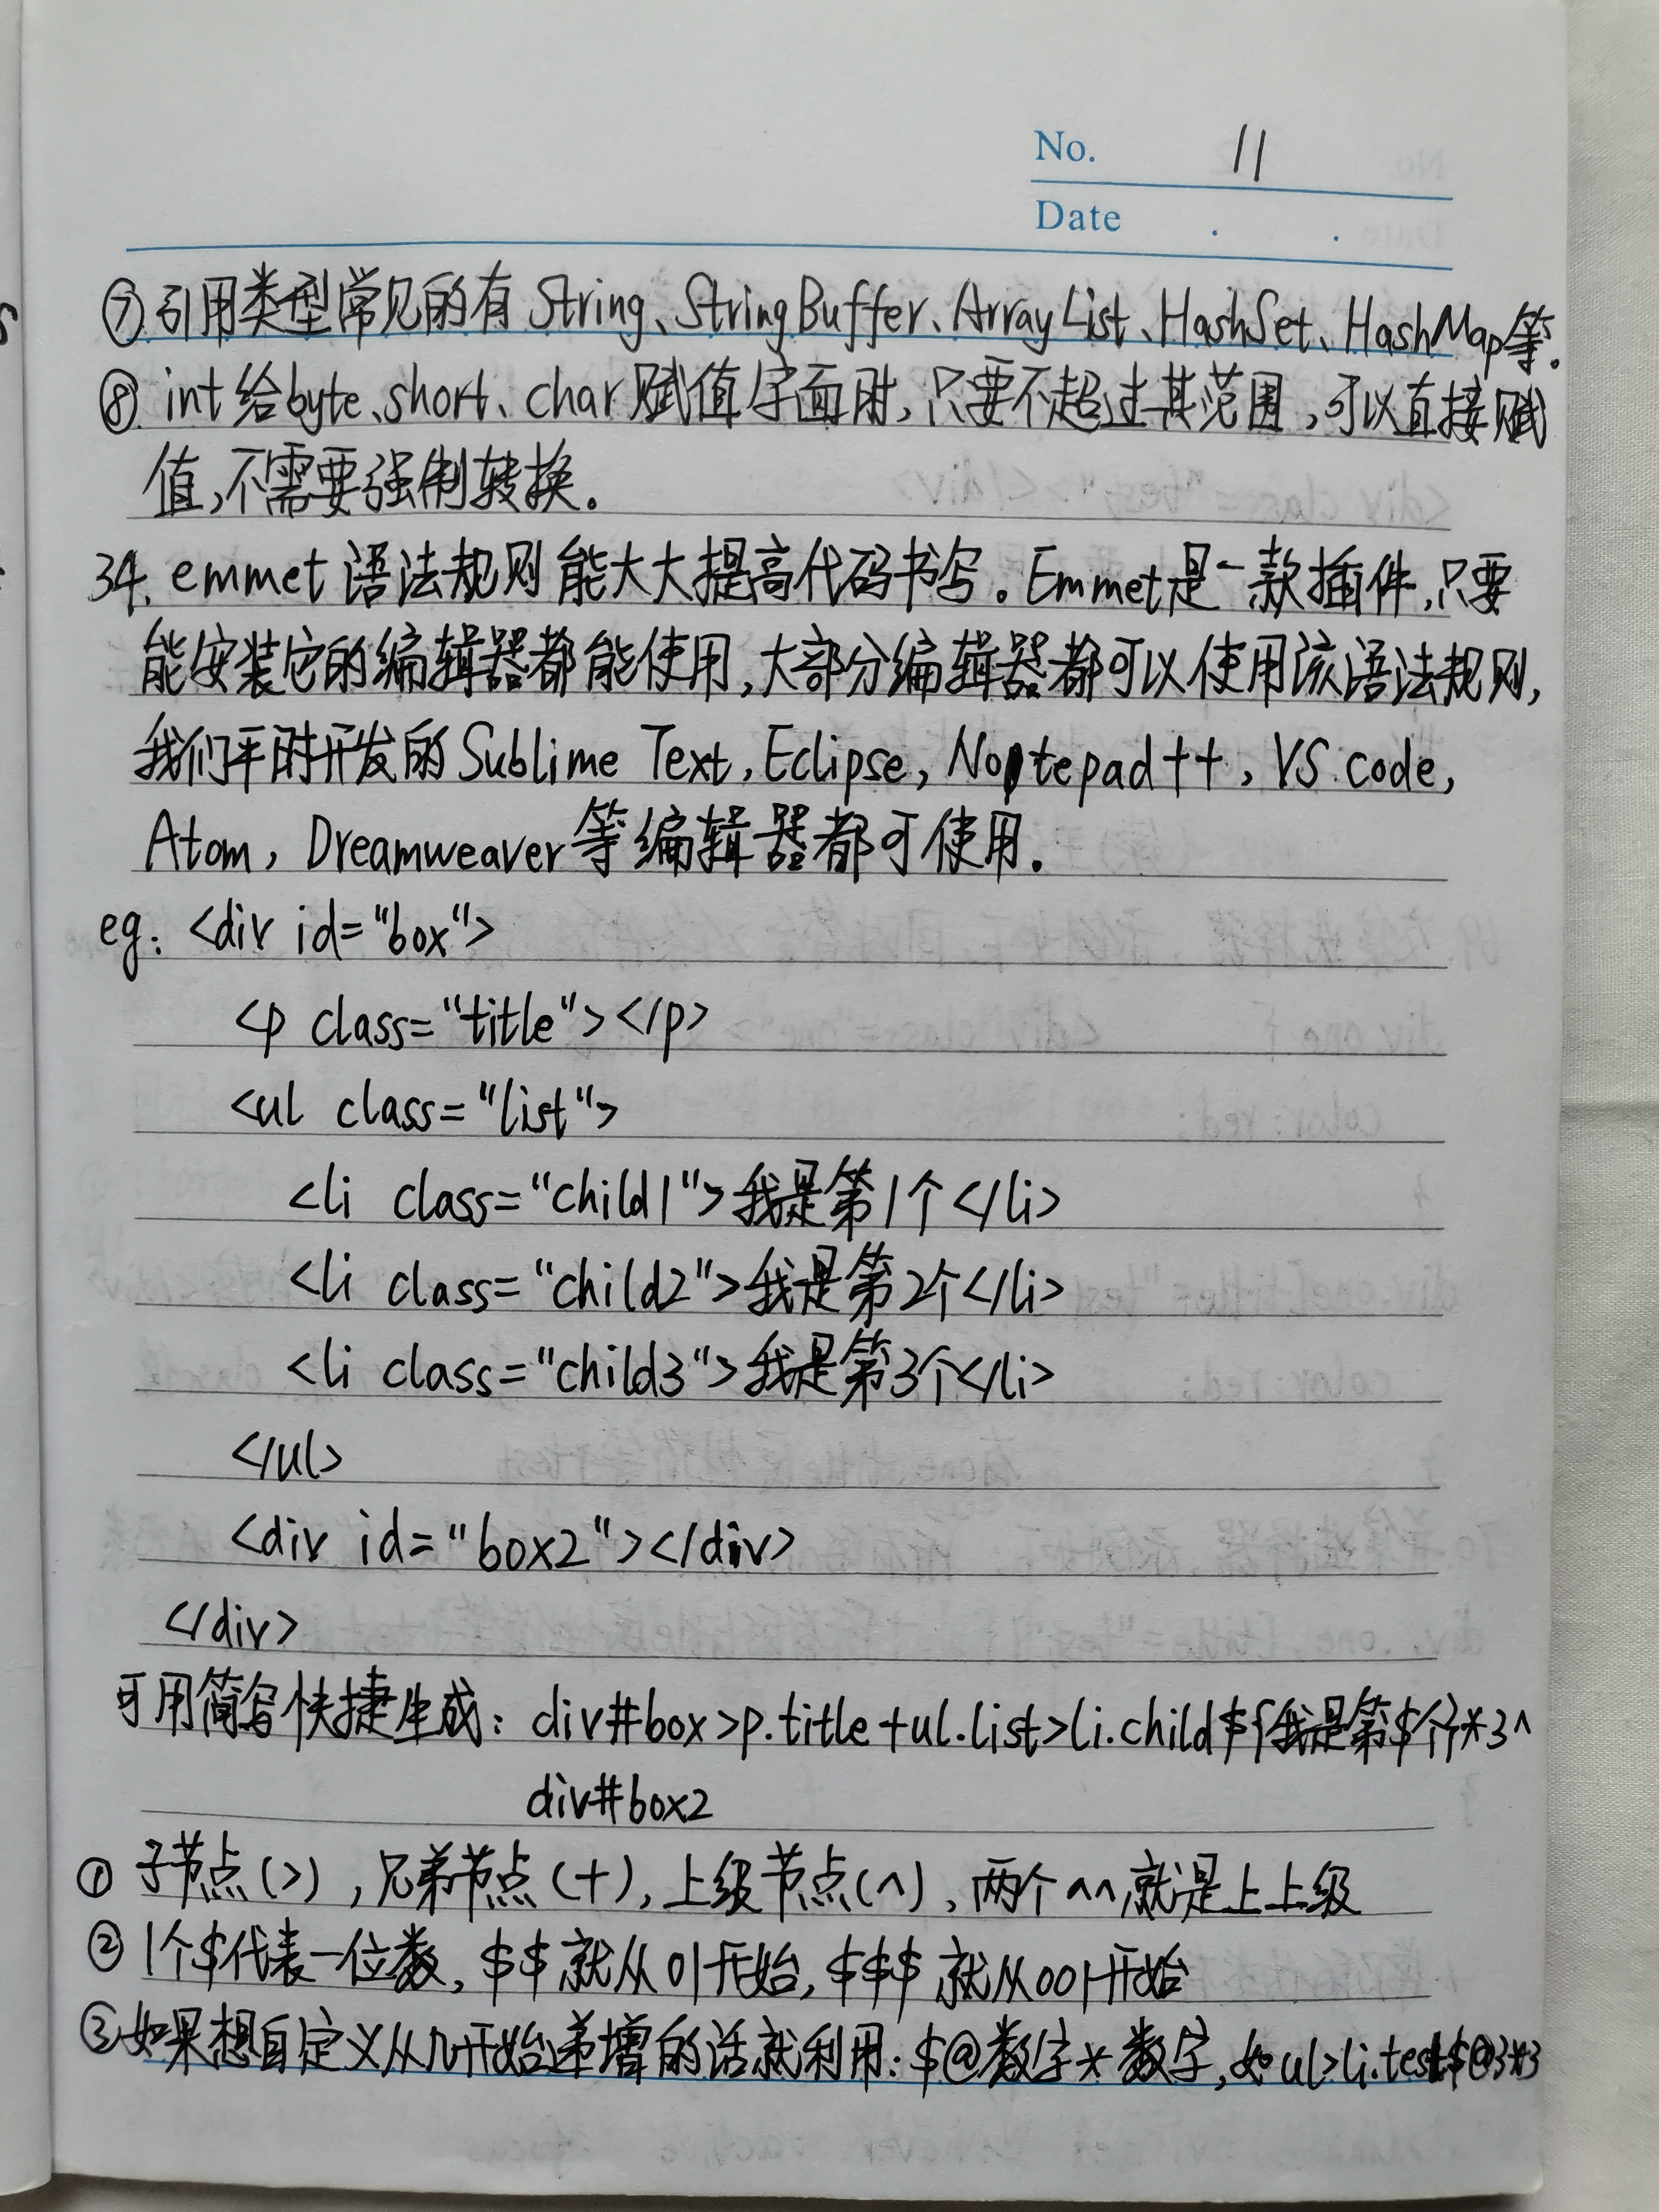 No. 11
Date . .
⑦引用类型常见的有String、StringBuffer、ArrayList、HashSet、HashMap等.
⑧ int给byte、short、char赋值字面时,只要不超过其范围,可以直接赋
值,不需要强制转换。
34. emmet语法规则能大大提高代码书写。Emmet是一款插件,只要
能安装它的编辑器都能使用,大部分编辑器都可以使用该语法规则,
我们平时开发的Sublime Text,Eclipse,Notepad++,VS code,
Atom,Dreamweaver等编辑器都可使用.
eg: <div id="box">
<p class="title"></p>
<ul class="list">
<li class="child1">我是第1个</li>
<li class="child2">我是第2个</li>
<li class="child3">我是第3个</li>
</ul>
<div id="box2"></div>
</div>
可用简写快捷生成: div#box>p.title+ul.list>li.child${我是第$个}*3^
div#box2
① 子节点(>),兄弟节点(+),上级节点(^),两个^^就是上上级
② 1个$代表一位数,$$就从01开始,$$$就从001开始
③如果想自定义从几开始递增的话就利用:$@数字*数字,如ul>li.test$@3*3